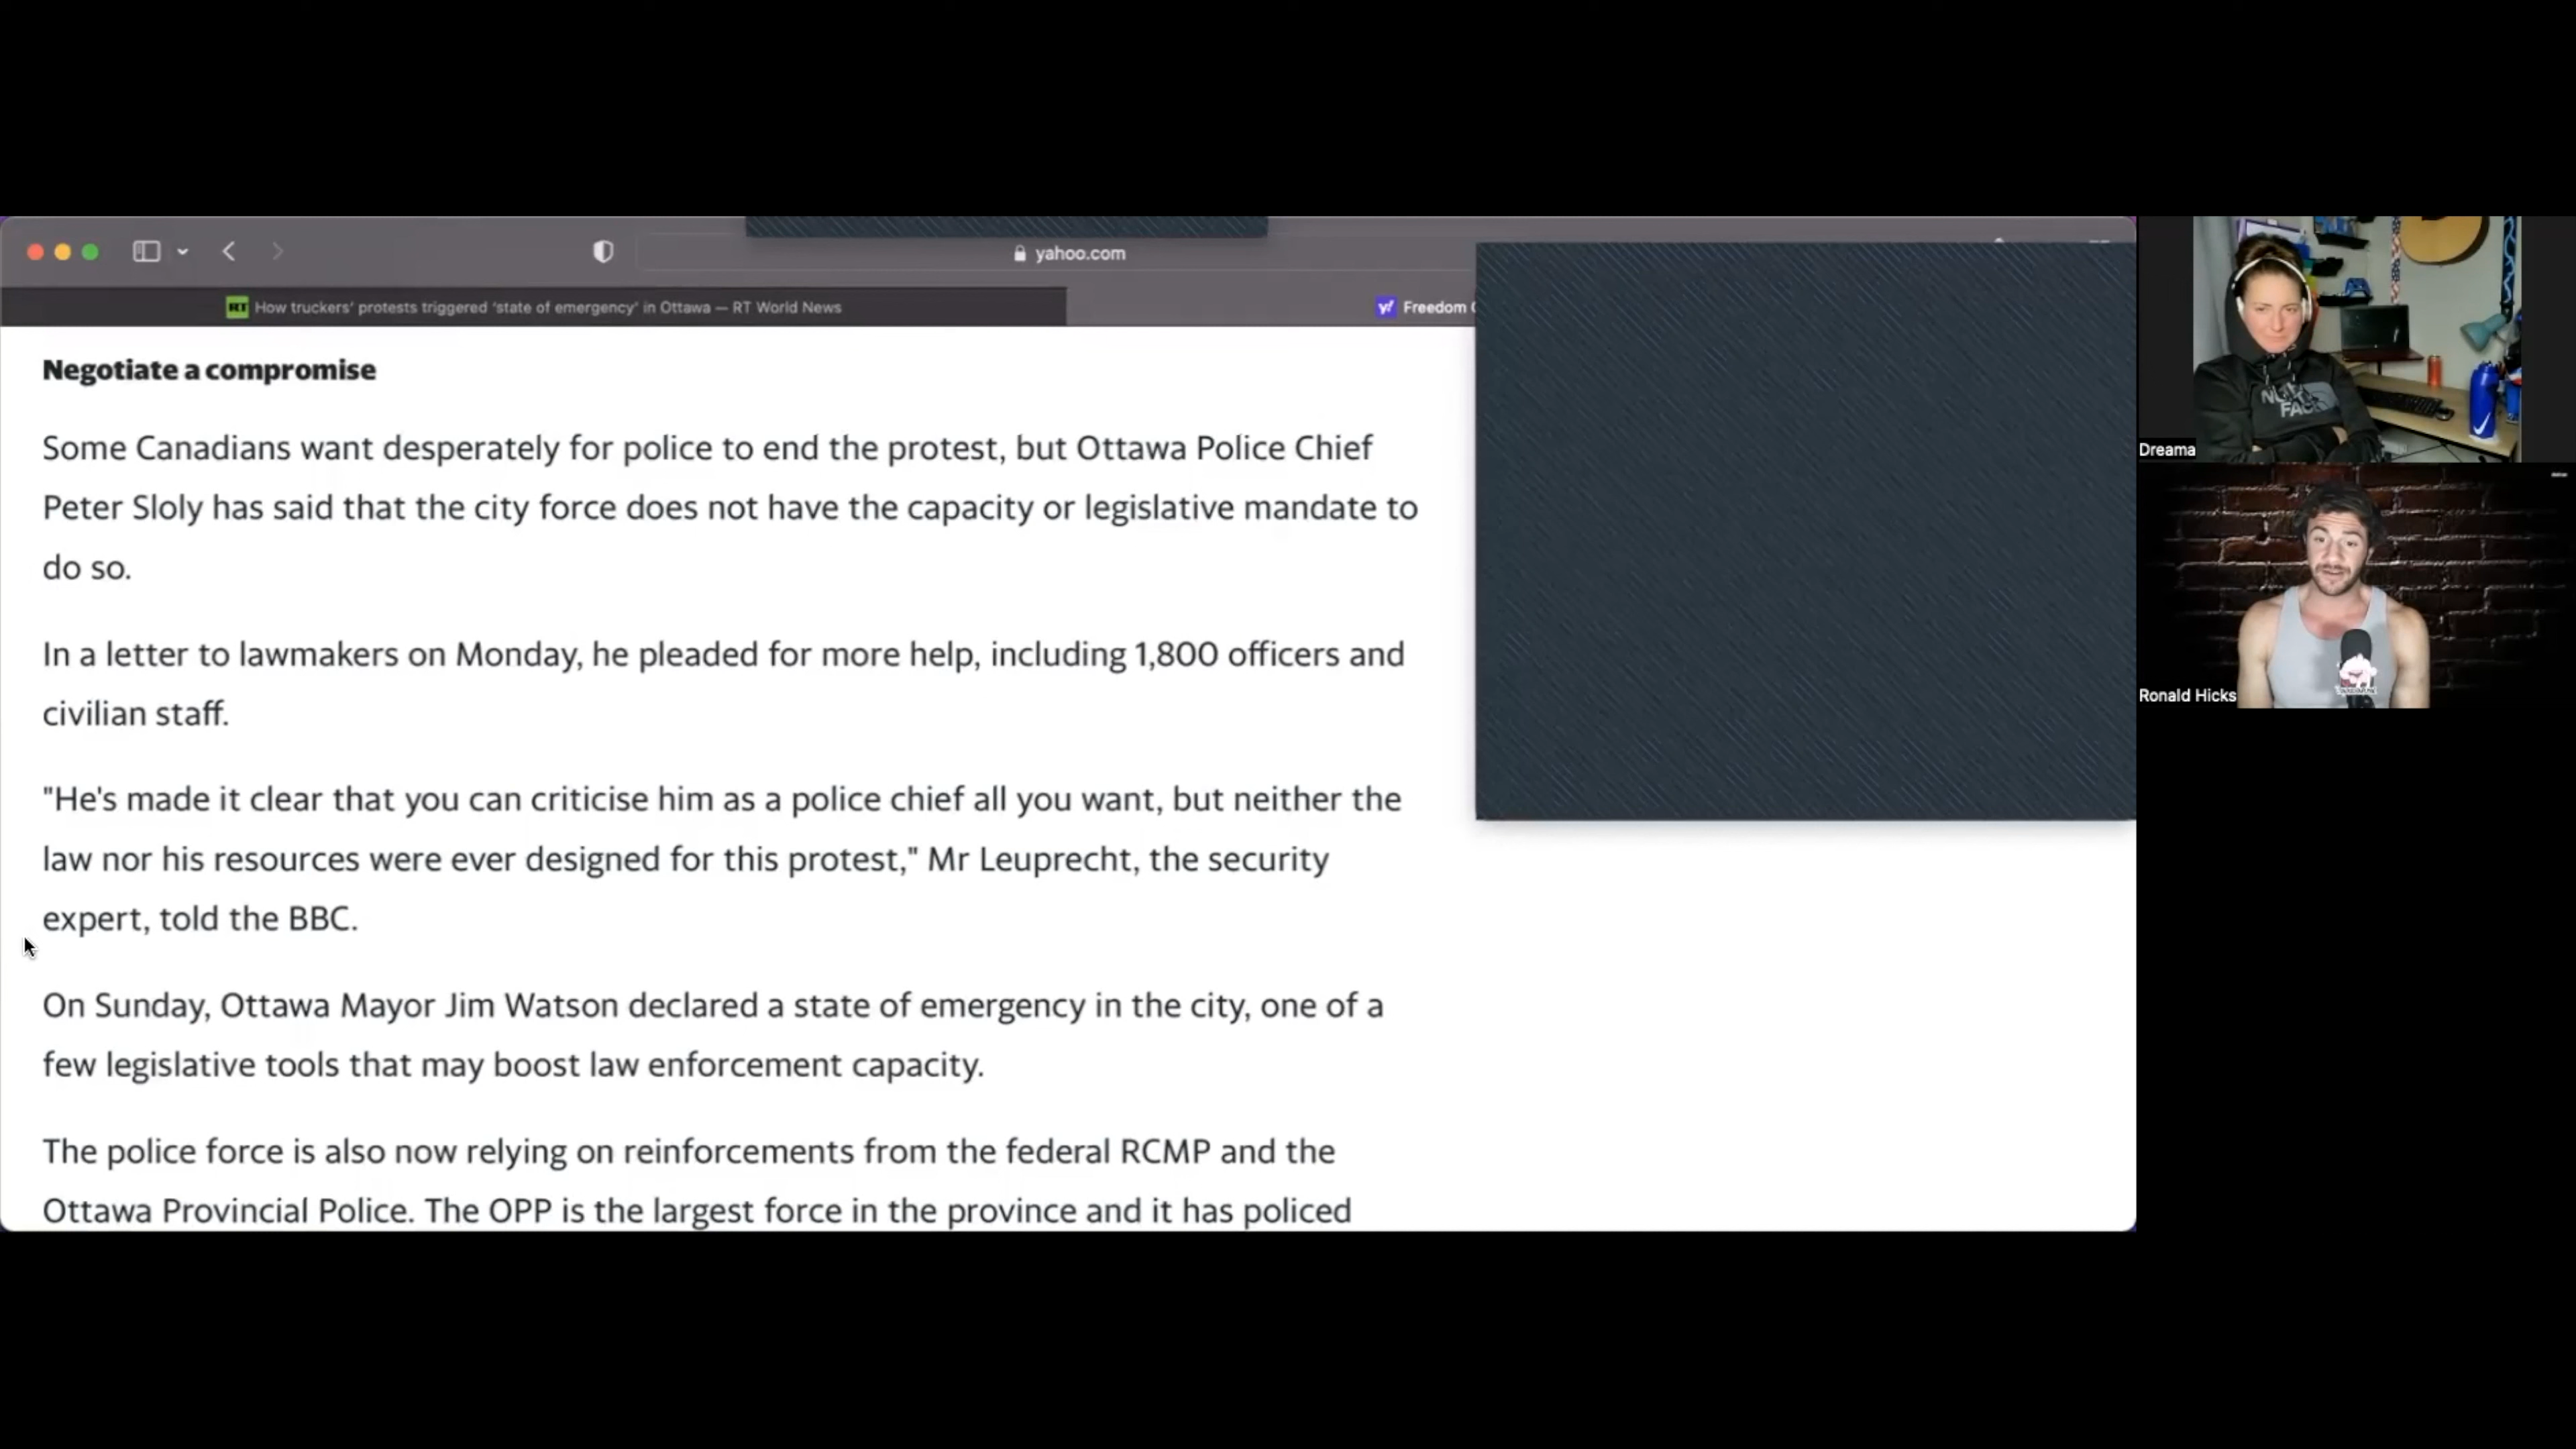 yahoo.com
RT How truckers' protests triggered 'state of emergency' in Ottawa — RT World News
y! Freedom
Negotiate a compromise
Some Canadians want desperately for police to end the protest, but Ottawa Police Chief
Peter Sloly has said that the city force does not have the capacity or legislative mandate to
do so.
In a letter to lawmakers on Monday, he pleaded for more help, including 1,800 officers and
civilian staff.
"He's made it clear that you can criticise him as a police chief all you want, but neither the
law nor his resources were ever designed for this protest," Mr Leuprecht, the security
expert, told the BBC.
On Sunday, Ottawa Mayor Jim Watson declared a state of emergency in the city, one of a
few legislative tools that may boost law enforcement capacity.
The police force is also now relying on reinforcements from the federal RCMP and the
Ottawa Provincial Police. The OPP is the largest force in the province and it has policed
FACE
Dreama
Ronald Hicks